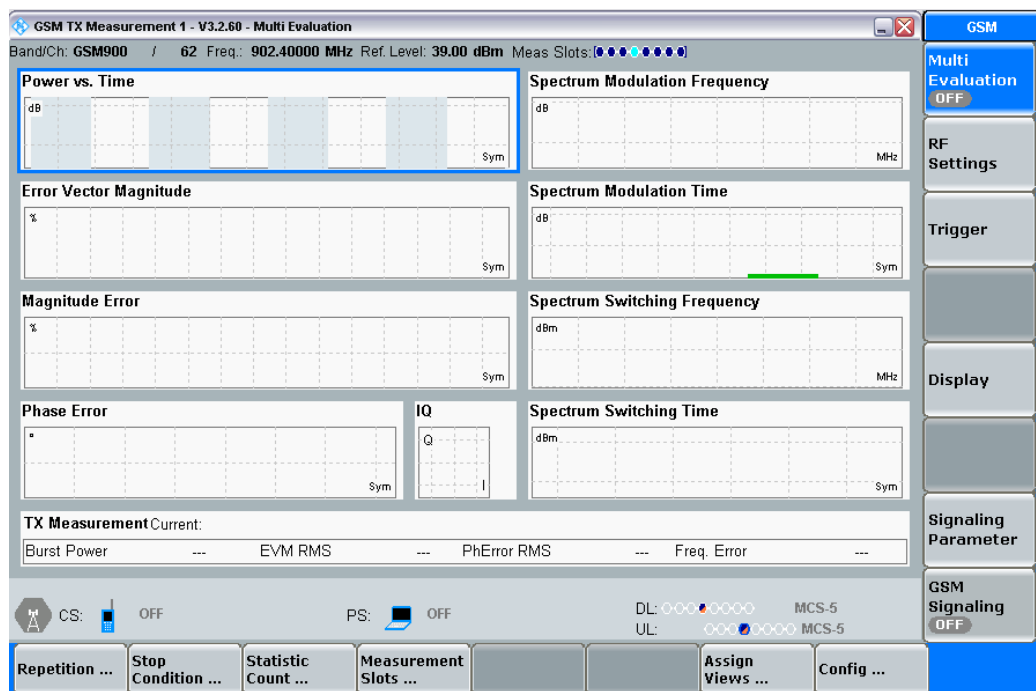 GSM TX Measurement 1 - V3.2.60 - Multi Evaluation
GSM
Band/Ch: GSM900 / 62 Freq.: 902.40000 MHz Ref. Level: 39.00 dBm Meas Slots:
Multi
Evaluation
OFF
Power vs. Time
dB
Sym
Spectrum Modulation Frequency
dB
MHz
RF
Settings
Error Vector Magnitude
%
Sym
Spectrum Modulation Time
dB
Sym
Trigger
Magnitude Error
%
Sym
Spectrum Switching Frequency
dBm
MHz
Display
Phase Error
°
Sym
IQ
Q
I
Spectrum Switching Time
dBm
Sym
TX Measurement Current:
Burst Power --- EVM RMS --- PhError RMS --- Freq. Error ---
Signaling
Parameter
CS: OFF PS: OFF
DL: MCS-5
UL: MCS-5
GSM
Signaling
OFF
Repetition ...
Stop
Condition ...
Statistic
Count ...
Measurement
Slots ...
Assign
Views ...
Config ...